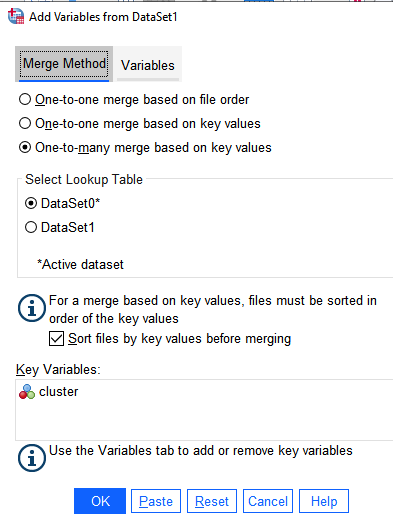 Add Variables from DataSet1
Merge Method Variables
One-to-one merge based on file order
One-to-one merge based on key values
One-to-many merge based on key values
Select Lookup Table
DataSet0*
DataSet1
*Active dataset
For a merge based on key values, files must be sorted in
order of the key values
Sort files by key values before merging
Key Variables:
cluster
Use the Variables tab to add or remove key variables
OK Paste Reset Cancel Help